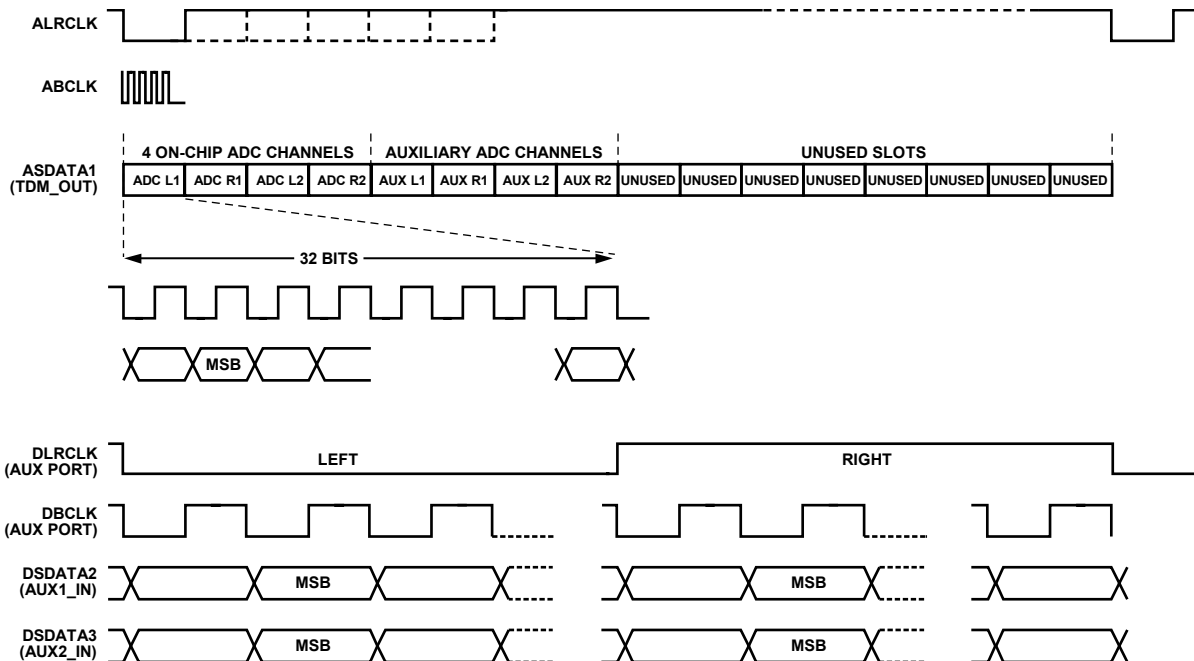 ALRCLK
ABCLK
4 ON-CHIP ADC CHANNELS
AUXILIARY ADC CHANNELS
UNUSED SLOTS
ASDATA1
(TDM_OUT)
ADC L1
ADC R1
ADC L2
ADC R2
AUX L1
AUX R1
AUX L2
AUX R2
UNUSED
UNUSED
UNUSED
UNUSED
UNUSED
UNUSED
UNUSED
UNUSED
32 BITS
MSB
DLRCLK
(AUX PORT)
LEFT
RIGHT
DBCLK
(AUX PORT)
DSDATA2
(AUX1_IN)
MSB
MSB
DSDATA3
(AUX2_IN)
MSB
MSB